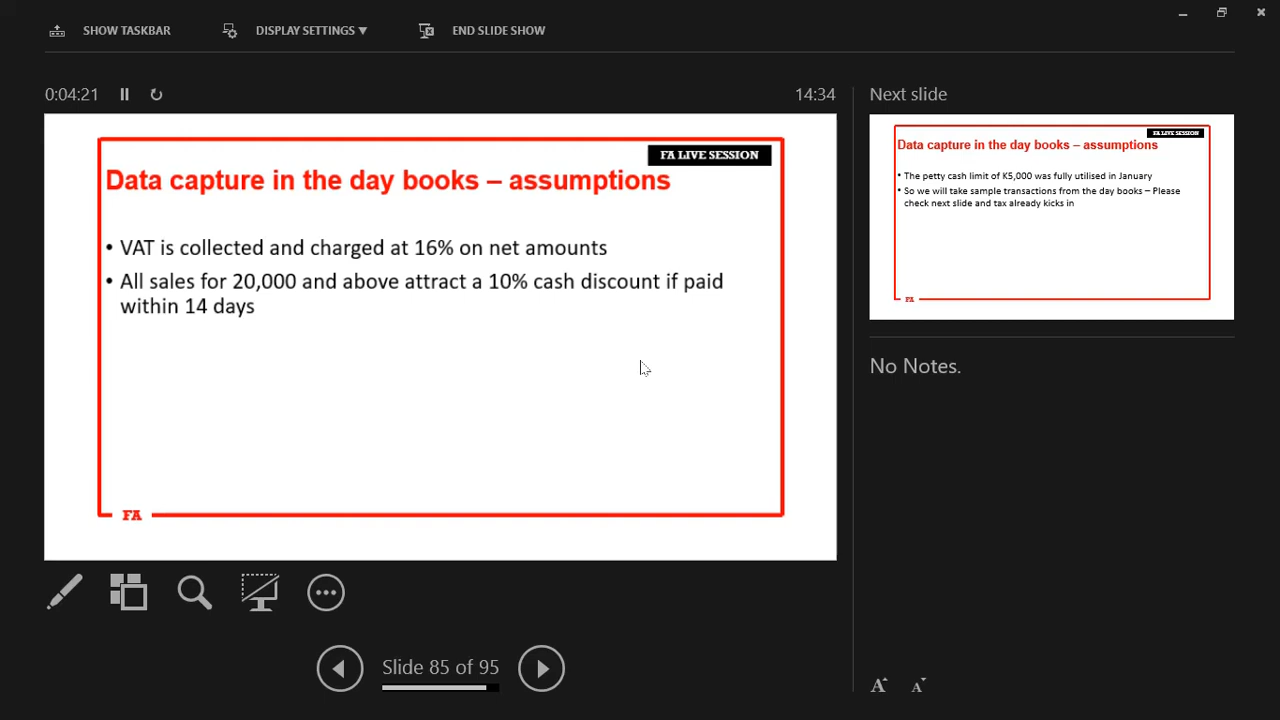 SHOW TASKBAR
DISPLAY SETTINGS ▼
END SLIDE SHOW
0:04:21
14:34
FA LIVE SESSION
Data capture in the day books – assumptions
• VAT is collected and charged at 16% on net amounts
• All sales for 20,000 and above attract a 10% cash discount if paid
within 14 days
FA
Slide 85 of 95
Next slide
FA LIVE SESSION
Data capture in the day books – assumptions
• The petty cash limit of K5,000 was fully utilised in January
• So we will take sample transactions from the day books – Please
check next slide and tax already kicks in
FA
No Notes.
A A